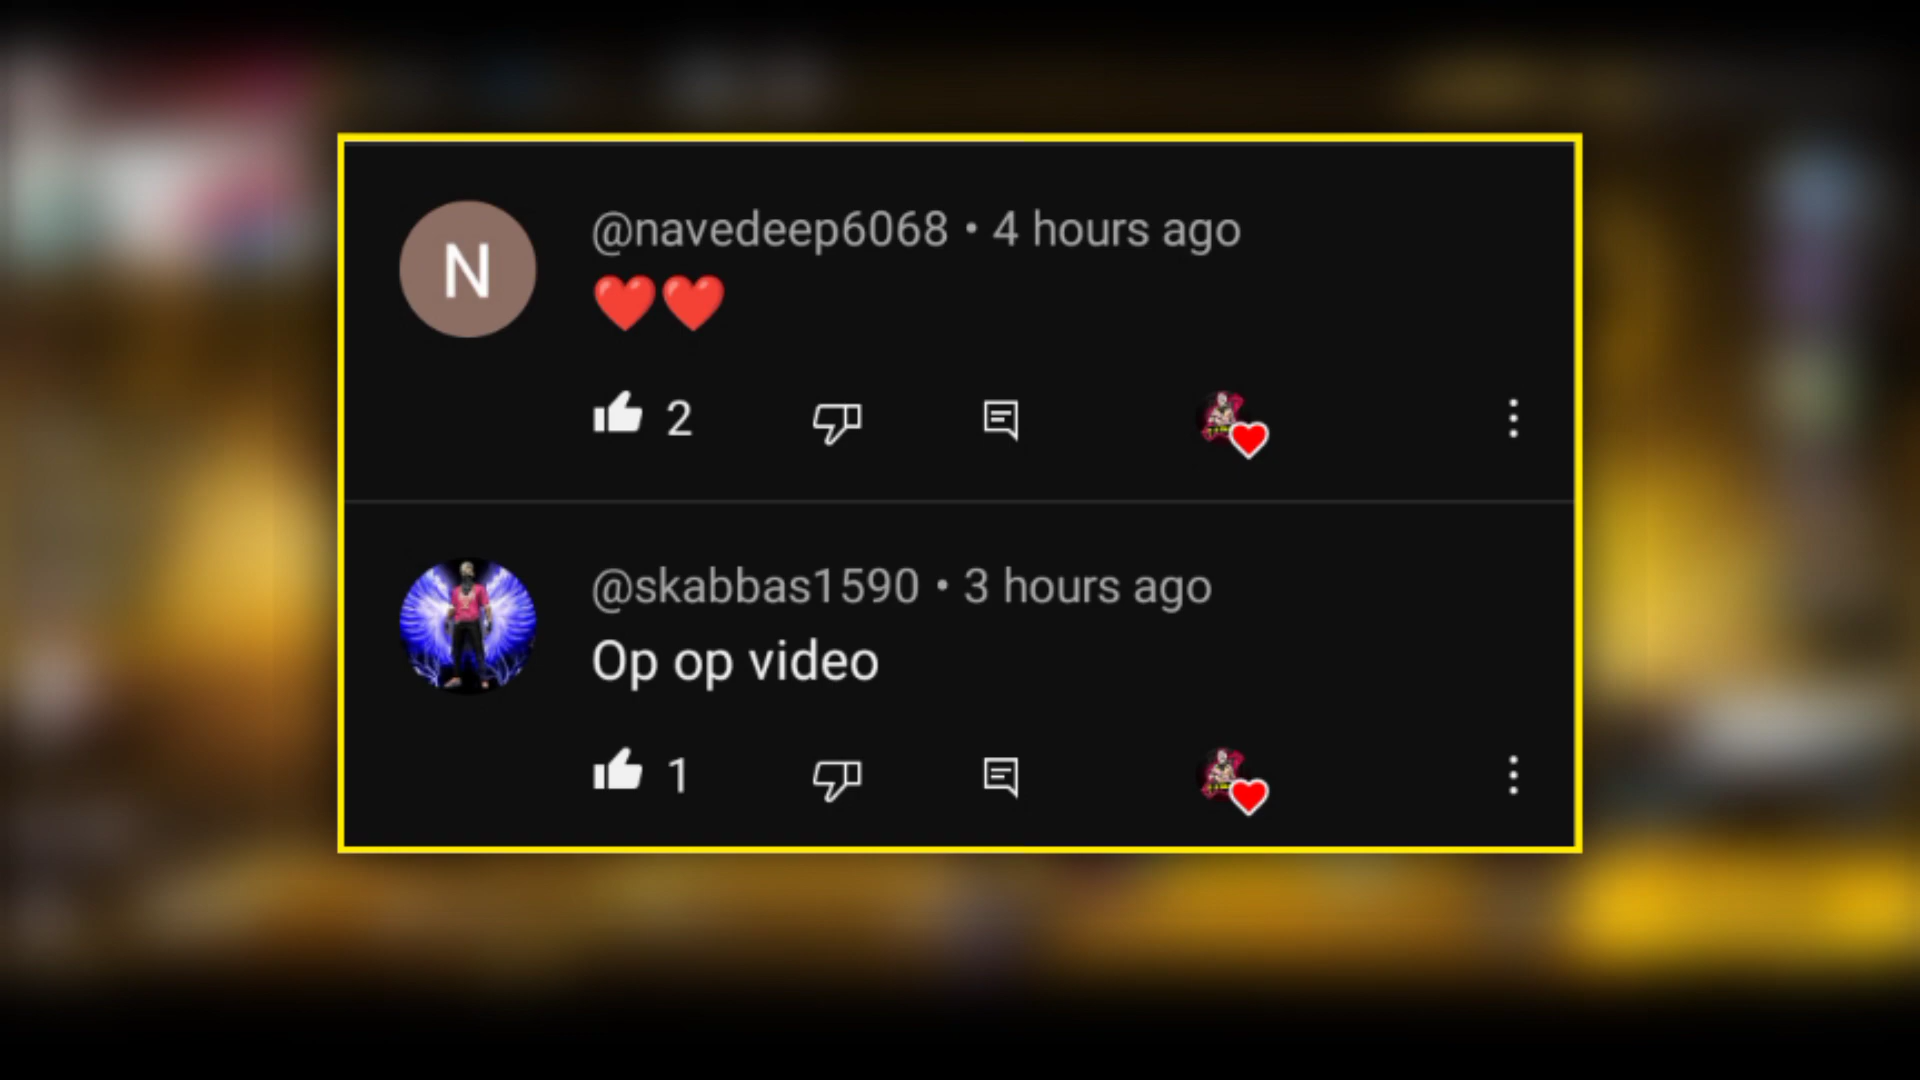 N
@navedeep6068 • 4 hours ago
❤️❤️
2
@skabbas1590 • 3 hours ago
Op op video
1